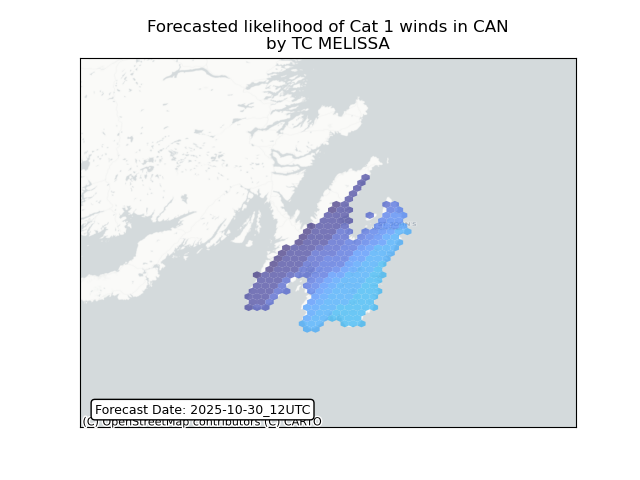 Forecasted likelihood of Cat 1 winds in CAN
by TC MELISSA
Forecast Date: 2025-10-30_12UTC
(C) OpenStreetMap contributors (C) CARTO